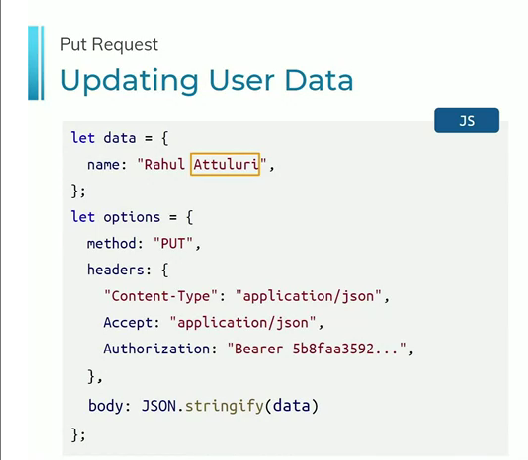 Put Request
Updating User Data
JS
let data = {
  name: "Rahul Attuluri",
};
let options = {
  method: "PUT",
  headers: {
    "Content-Type": "application/json",
    Accept: "application/json",
    Authorization: "Bearer 5b8faa3592...",
  },
  body: JSON.stringify(data)
};